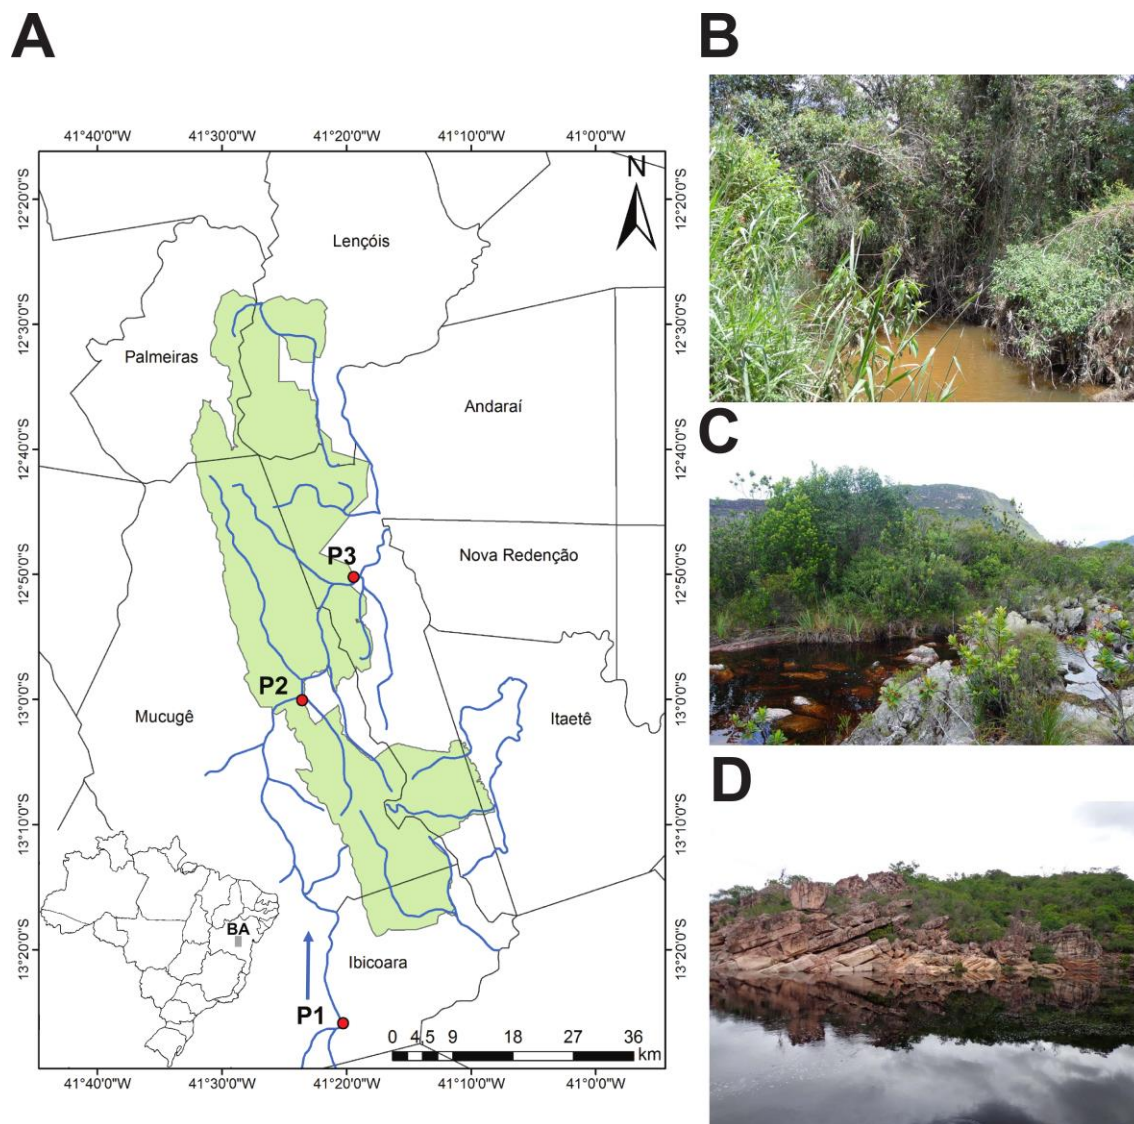 A
B
41°40'0"W 41°30'0"W 41°20'0"W 41°10'0"W 41°0'0"W
N
12°20'0"S 12°20'0"S
Lençóis
12°30'0"S 12°30'0"S
Palmeiras
Andaraí
C
12°40'0"S 12°40'0"S
P3
Nova Redenção
12°50'0"S 12°50'0"S
P2
Mucugê
Itaetê
13°0'0"S 13°0'0"S
D
13°10'0"S 13°10'0"S
BA
13°20'0"S 13°20'0"S
Ibicoara
P1
0 4,5 9 18 27 36
km
41°40'0"W 41°30'0"W 41°20'0"W 41°10'0"W 41°0'0"W